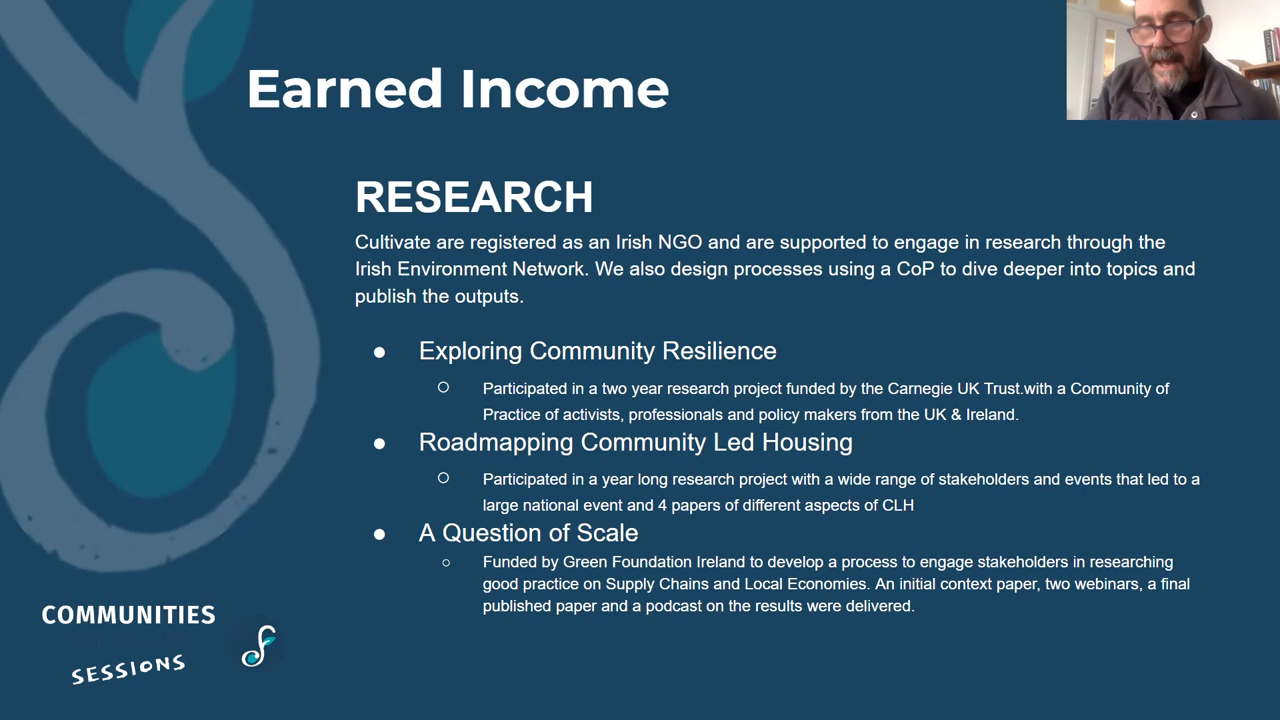 Earned Income
RESEARCH
Cultivate are registered as an Irish NGO and are supported to engage in research through the
Irish Environment Network. We also design processes using a CoP to dive deeper into topics and
publish the outputs.
● Exploring Community Resilience
○ Participated in a two year research project funded by the Carnegie UK Trust.with a Community of
Practice of activists, professionals and policy makers from the UK & Ireland.
● Roadmapping Community Led Housing
○ Participated in a year long research project with a wide range of stakeholders and events that led to a
large national event and 4 papers of different aspects of CLH
● A Question of Scale
○ Funded by Green Foundation Ireland to develop a process to engage stakeholders in researching
good practice on Supply Chains and Local Economies. An initial context paper, two webinars, a final
published paper and a podcast on the results were delivered.
COMMUNITIES
SESSIONS